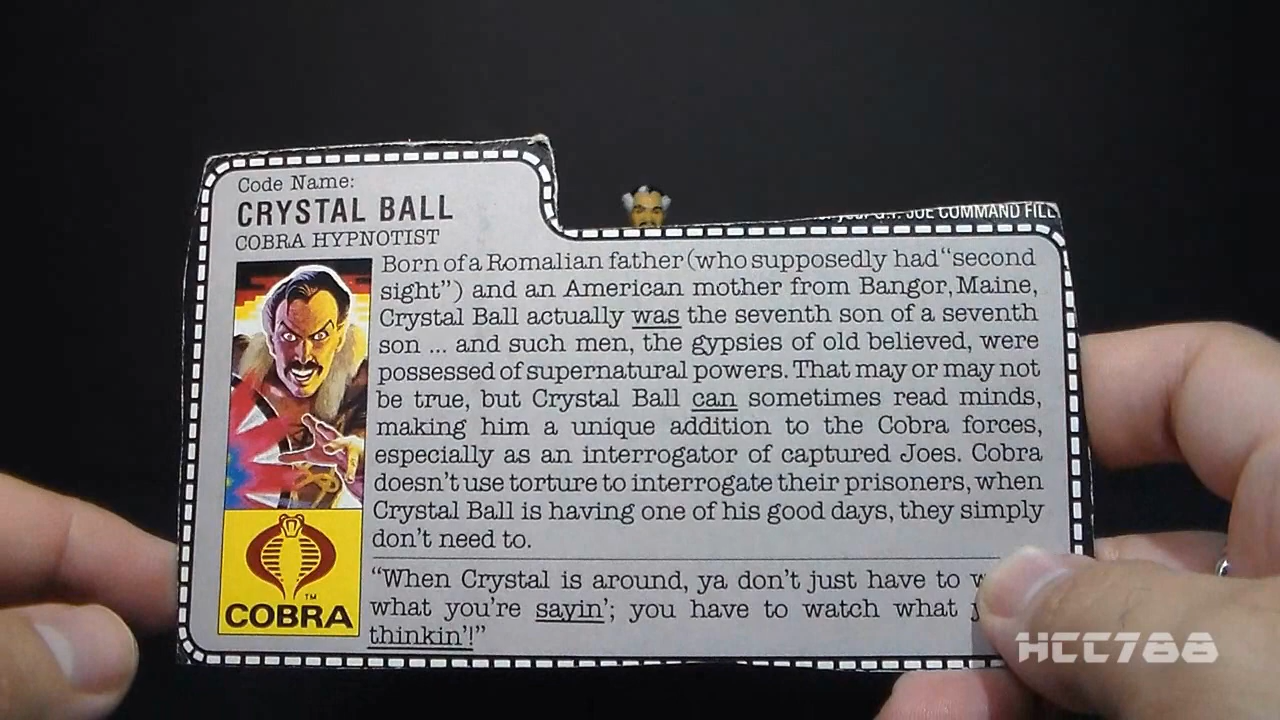 Code Name:
CRYSTAL BALL
COBRA HYPNOTIST
JOE COMMAND FILE
Born of a Romalian father (who supposedly had "second
sight") and an American mother from Bangor, Maine,
Crystal Ball actually was the seventh son of a seventh
son ... and such men, the gypsies of old believed, were
possessed of supernatural powers. That may or may not
be true, but Crystal Ball can sometimes read minds,
making him a unique addition to the Cobra forces,
especially as an interrogator of captured Joes. Cobra
doesn't use torture to interrogate their prisoners, when
Crystal Ball is having one of his good days, they simply
don't need to.
"When Crystal is around, ya don't just have to
what you're sayin'; you have to watch what
thinkin'!"
TM
COBRA
HCC788